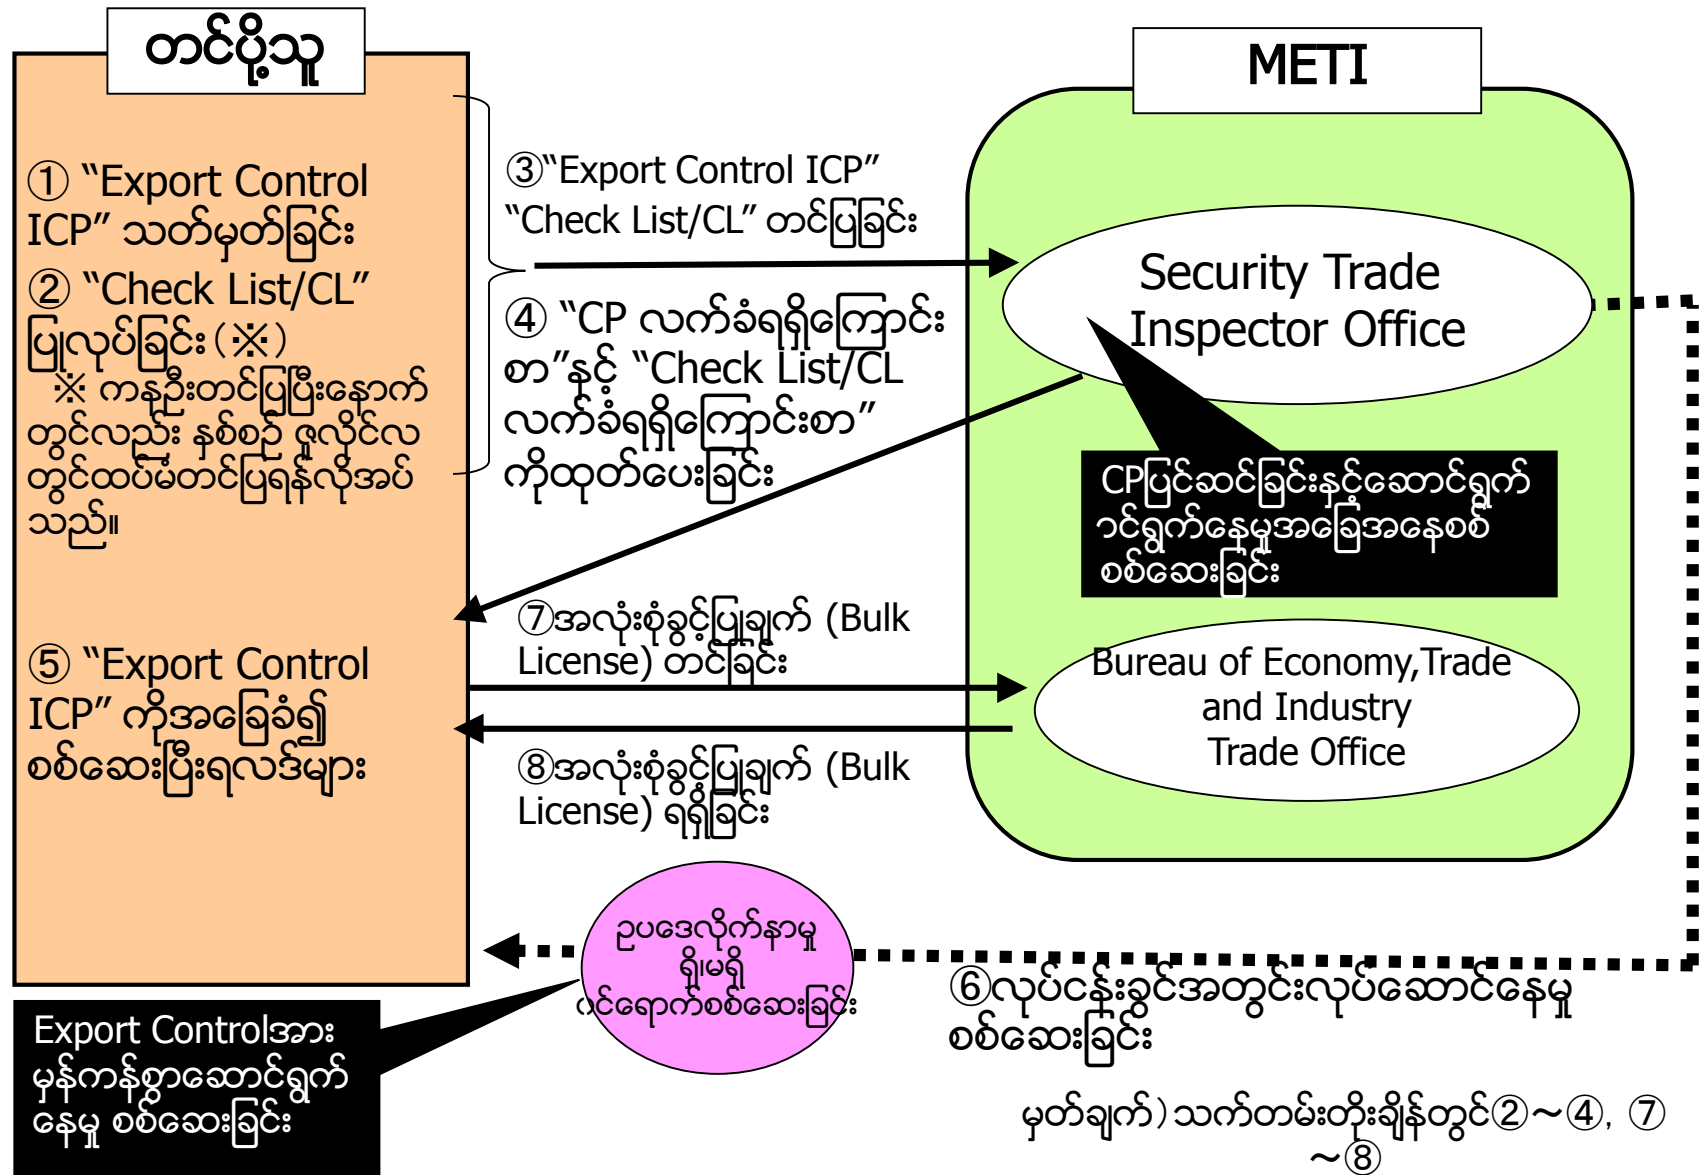 တင်ပို့သူ
① “Export Control
ICP” သတ်မှတ်ခြင်း
② “Check List/CL”
ပြုလုပ်ခြင်း(※)
※ ကနဦးတင်ပြပြီးနောက်
တွင်လည်း နှစ်စဉ် ဇူလိုင်လ
တွင်ထပ်မံတင်ပြရန်လိုအပ်
သည်။
⑤ “Export Control
ICP” ကိုအခြေခံ၍
စစ်ဆေးပြီးရလဒ်များ
③“Export Control ICP”
“Check List/CL” တင်ပြခြင်း
④ “CP လက်ခံရရှိကြောင်း
စာ”နှင့် “Check List/CL
လက်ခံရရှိကြောင်းစာ”
ကိုထုတ်ပေးခြင်း
⑦အလုံးစုံခွင့်ပြုချက် (Bulk
License) တင်ခြင်း
⑧အလုံးစုံခွင့်ပြုချက် (Bulk
License) ရရှိခြင်း
METI
Security Trade
Inspector Office
CPပြင်ဆင်ခြင်းနှင့်ဆောင်ရွက်
ာင်ရွက်နေမှုအခြေအနေစစ်
စစ်ဆေးခြင်း
Bureau of Economy,Trade
and Industry
Trade Office
ဥပဒေလိုက်နာမှု
ရှိ၊မရှိ
ဝင်ရောက်စစ်ဆေးခြင်း
Export Controlအား
မှန်ကန်စွာဆောင်ရွက်
နေမှု စစ်ဆေးခြင်း
⑥လုပ်ငန်းခွင်အတွင်းလုပ်ဆောင်နေမှု
စစ်ဆေးခြင်း
မှတ်ချက်)သက်တမ်းတိုးချိန်တွင်②～④, ⑦
～⑧